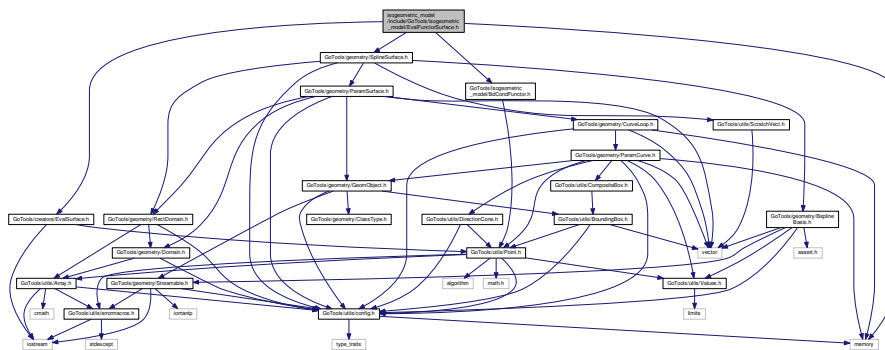 isogeometric_model
/include/GoTools/isogeometric
_model/EvalFunctorSurface.h
GoTools/geometry/SplineSurface.h
GoTools/geometry/ParamSurface.h
GoTools/isogeometric
_model/BdCondFunctor.h
GoTools/geometry/CurveLoop.h
GoTools/utils/ScratchVect.h
GoTools/geometry/ParamCurve.h
GoTools/geometry/GeomObject.h
GoTools/utils/CompositeBox.h
GoTools/creators/EvalSurface.h
GoTools/geometry/RectDomain.h
GoTools/geometry/ClassType.h
GoTools/utils/DirectionCone.h
GoTools/utils/BoundingBox.h
GoTools/geometry/Bspline
Basis.h
GoTools/geometry/Domain.h
GoTools/utils/Point.h
vector
assert.h
GoTools/utils/Array.h
GoTools/geometry/Streamable.h
algorithm
math.h
GoTools/utils/Values.h
cmath
GoTools/utils/errormacros.h
iomanip
GoTools/utils/config.h
limits
iostream
stdexcept
type_traits
memory